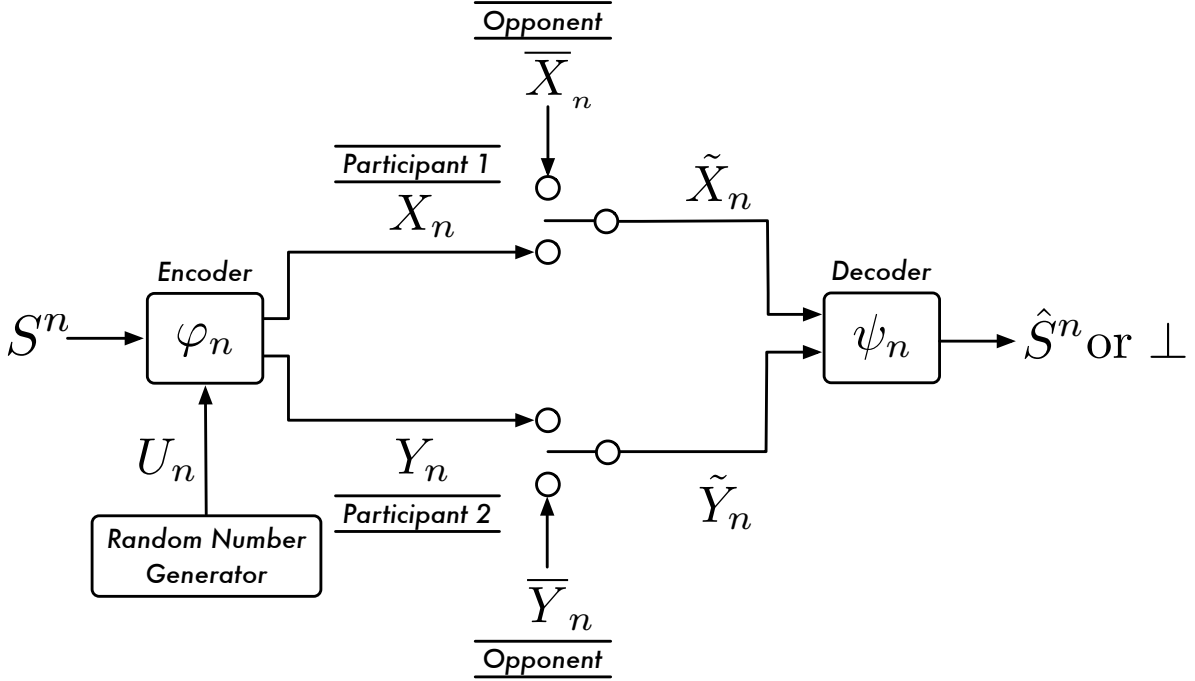 Opponent
X̅ₙ
Participant 1
Xₙ
X̃ₙ
Encoder
Decoder
Sⁿ
φₙ
ψₙ
Ŝⁿ or ⊥
Uₙ
Yₙ
Ỹₙ
Random Number
Generator
Participant 2
Y̅ₙ
Opponent